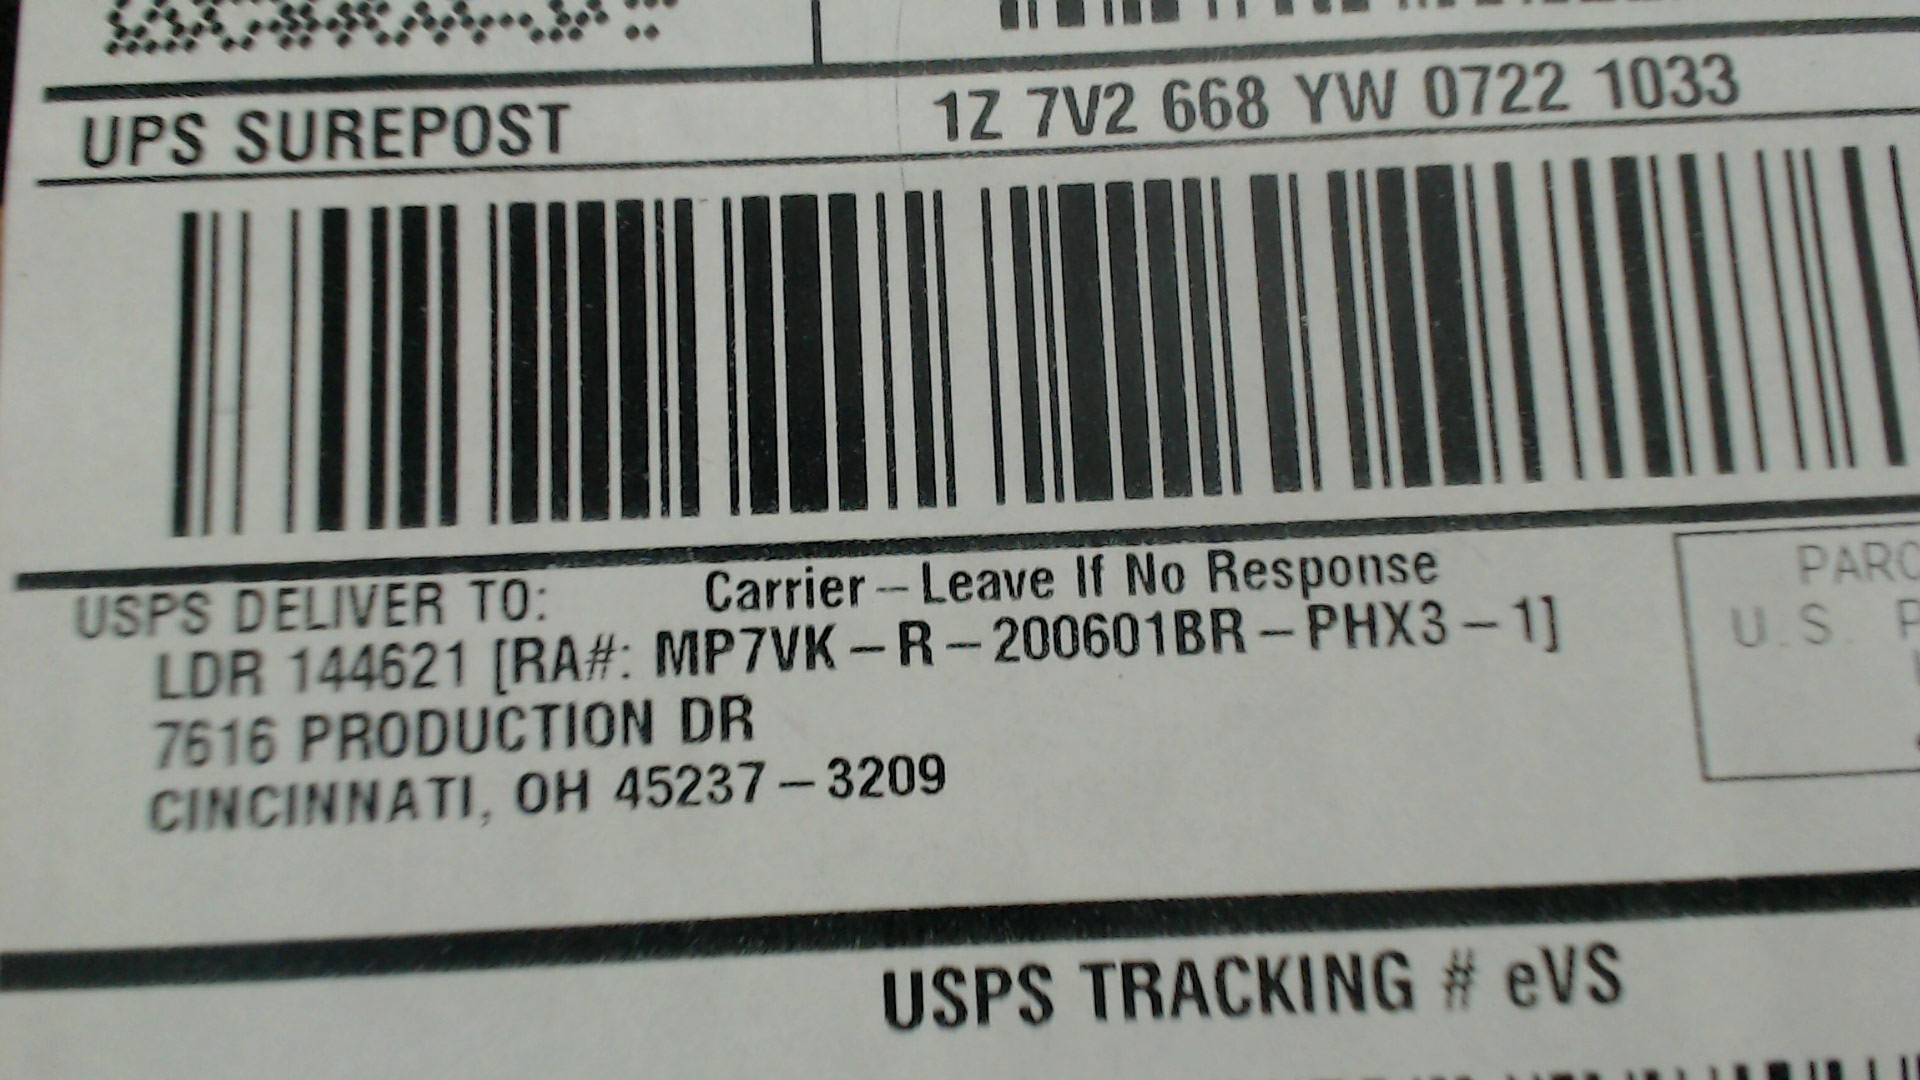 UPS SUREPOST
1Z 7V2 668 YW 0722 1033
USPS DELIVER TO:
Carrier – Leave If No Response
LDR 144621 [RA#: MP7VK – R – 200601BR – PHX3 – 1]
7616 PRODUCTION DR
CINCINNATI, OH 45237 – 3209
U.S.
USPS TRACKING # eVS